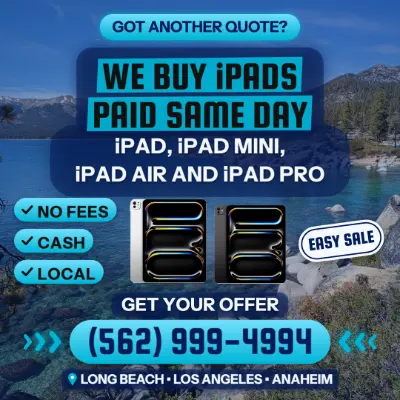 GOT ANOTHER QUOTE?
WE BUY iPADS
PAID SAME DAY
iPAD, iPAD MINI,
iPAD AIR AND iPAD PRO
NO FEES
CASH
LOCAL
EASY SALE
GET YOUR OFFER
(562) 999-4994
LONG BEACH • LOS ANGELES • ANAHEIM